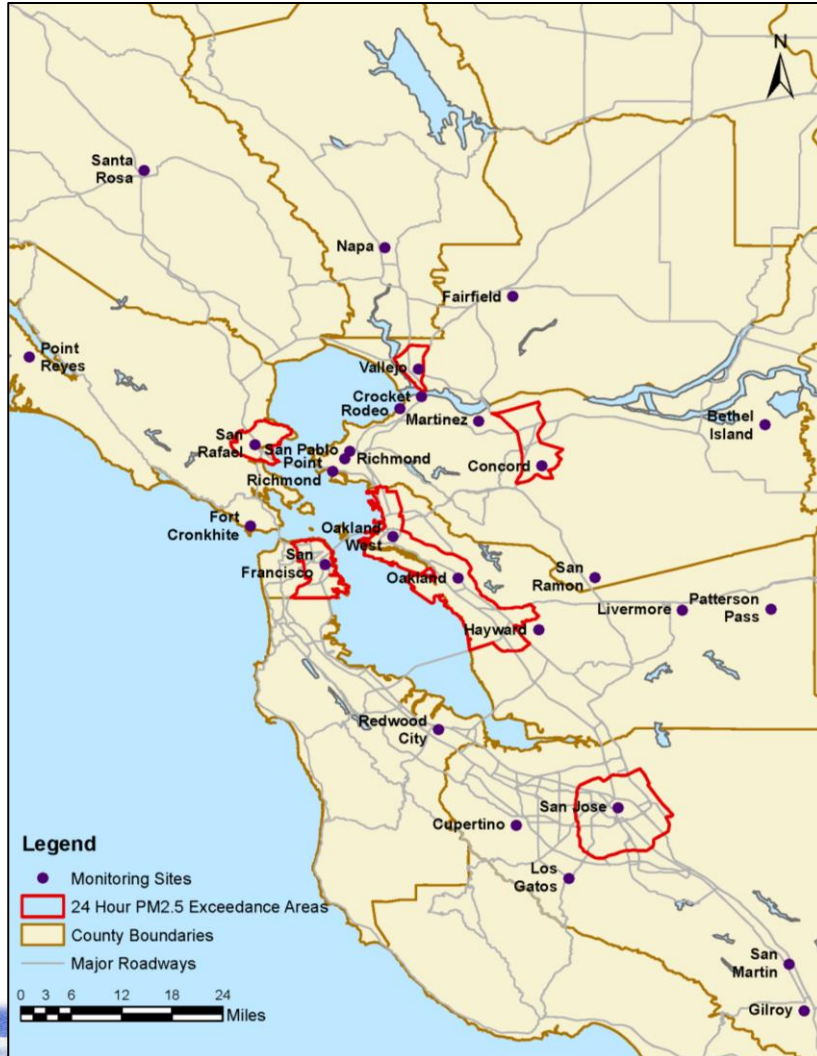 N
Santa
Rosa
Napa
Fairfield
Point
Reyes
Vallejo
Crocket
Rodeo
Martinez
Bethel
Island
San
Rafael
San Pablo
Point
Richmond
Richmond
Concord
Fort
Cronkhite
Oakland
West
San
Francisco
Oakland
San
Ramon
Livermore
Patterson
Pass
Hayward
Redwood
City
San Jose
Cupertino
Los
Gatos
San
Martin
Gilroy
Legend
Monitoring Sites
24 Hour PM2.5 Exceedance Areas
County Boundaries
Major Roadways
0 3 6 12 18 24
Miles